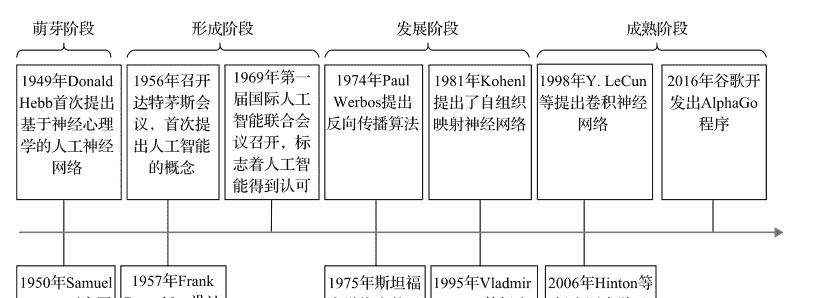 萌芽阶段
形成阶段
发展阶段
成熟阶段
1949年Donald
Hebb首次提出
基于神经心理
学的人工神经
网络
1956年召开
达特茅斯会
议，首次提
出人工智能
的概念
1969年第一
届国际人工
智能联合会
议召开，标
志着人工智
能得到认可
1974年Paul
Werbos提出
反向传播算法
1981年Kohenl
提出了自组织
映射神经网络
1998年Y. LeCun
等提出卷积神经
网络
2016年谷歌开
发出AlphaGo
程序
1950年Samuel
1957年Frank
1975年斯坦福
1995年Vladmir
2006年Hinton等